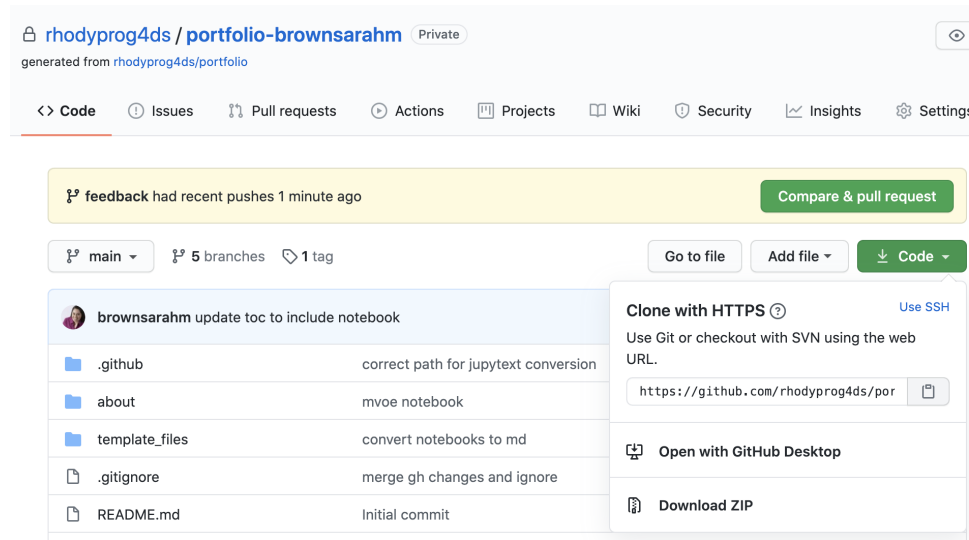 rhodyprog4ds / portfolio-brownsarahm Private
generated from rhodyprog4ds/portfolio
Code Issues Pull requests Actions Projects Wiki Security Insights Settings
feedback had recent pushes 1 minute ago Compare & pull request
main 5 branches 1 tag Go to file Add file Code
brownsarahm update toc to include notebook
.github correct path for jupytext conversion
about mvoe notebook
template_files convert notebooks to md
.gitignore merge gh changes and ignore
README.md Initial commit
Clone with HTTPS ? Use SSH
Use Git or checkout with SVN using the web
URL.
https://github.com/rhodyprog4ds/por
Open with GitHub Desktop
Download ZIP